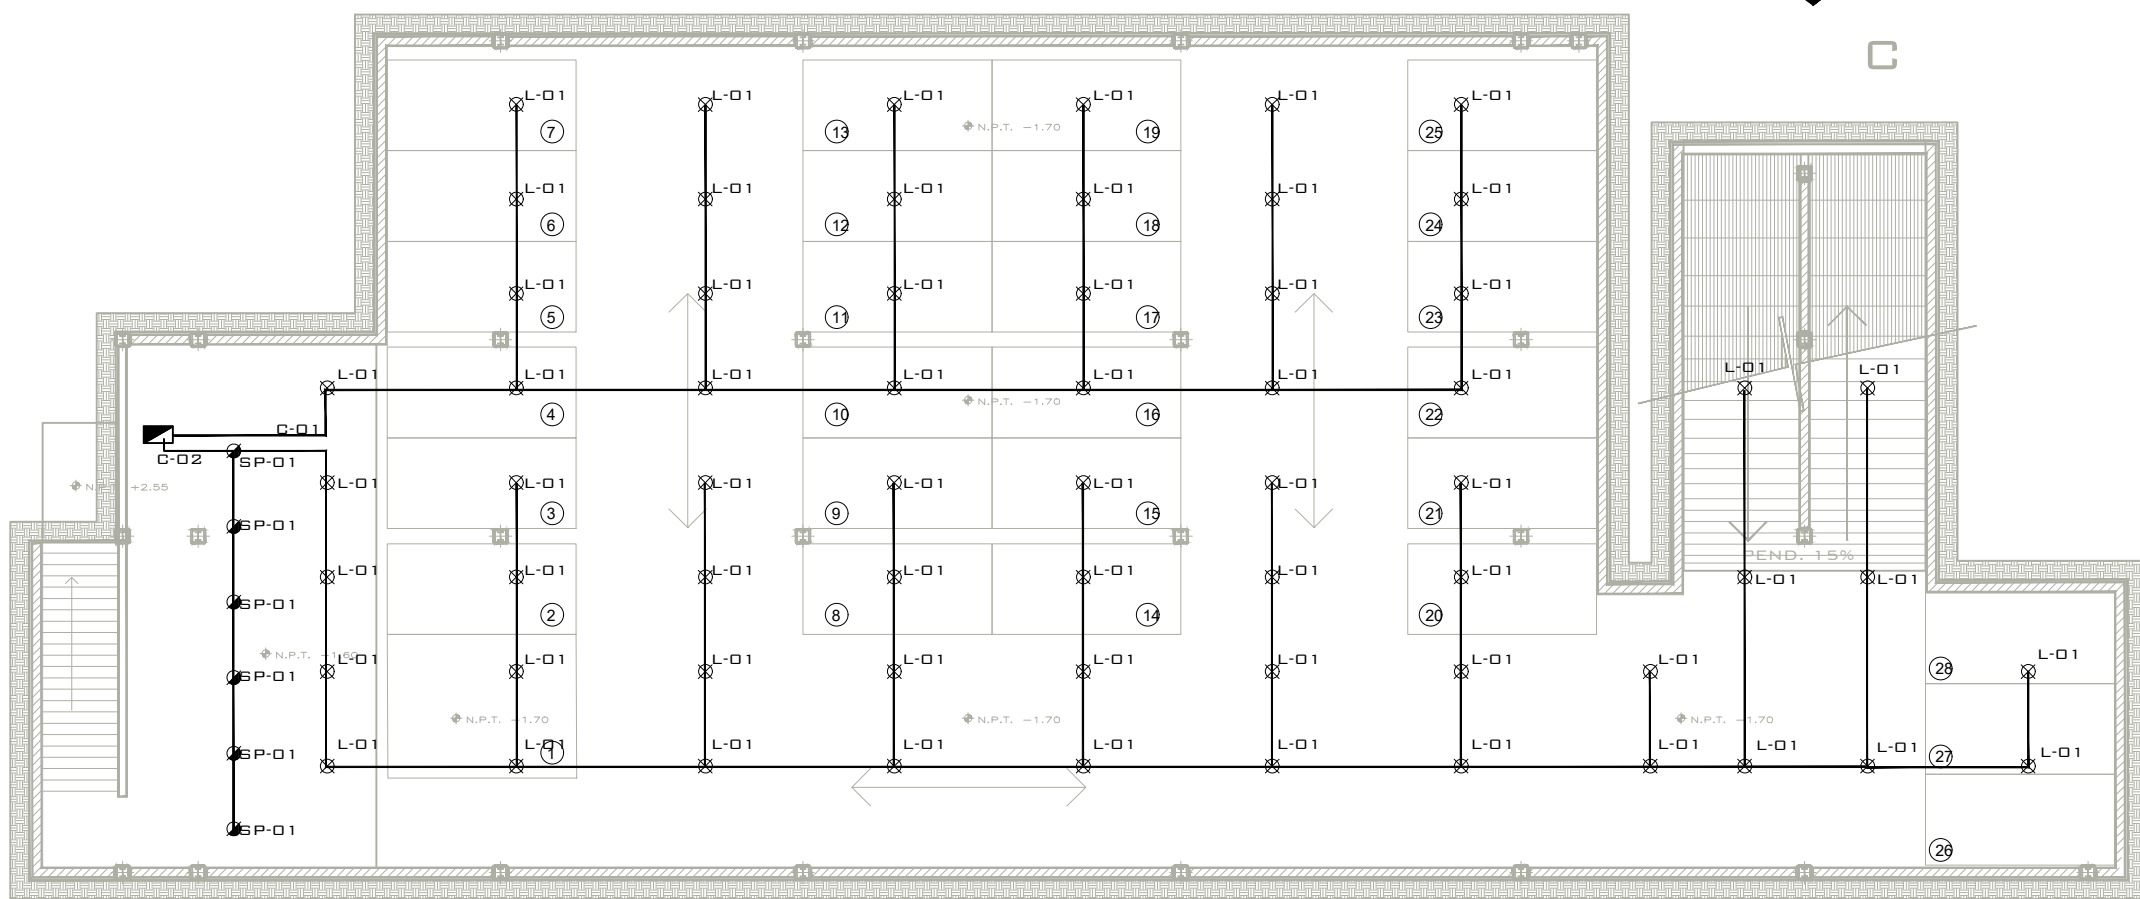 C
L-01 L-01 L-01 L-01 L-01 L-01
7 13 N.P.T. -1.70 19 25
L-01 L-01 L-01 L-01 L-01 L-01
6 12 18 24
L-01 L-01 L-01 L-01 L-01 L-01
5 11 17 23
L-01 L-01 L-01 L-01 L-01 L-01 L-01 L-01 L-01
4 10 N.P.T. -1.70 16 22
C-01
C-02 SP-01
N.P.T. +2.55 L-01 L-01 L-01 L-01 L-01 L-01 L-01
3 9 15 21
SP-01
PEND. 15%
L-01 L-01 L-01 L-01 L-01 L-01 L-01 L-01 L-01
SP-01 2 8 14 20
N.P.T. -1.60 L-01 L-01 L-01 L-01 L-01 L-01 L-01 L-01 28 L-01
SP-01
N.P.T. -1.70 N.P.T. -1.70 N.P.T. -1.70
L-01 L-01 L-01 L-01 L-01 L-01 L-01 L-01 L-01 L-01 L-01
SP-01 1 27
SP-01 26